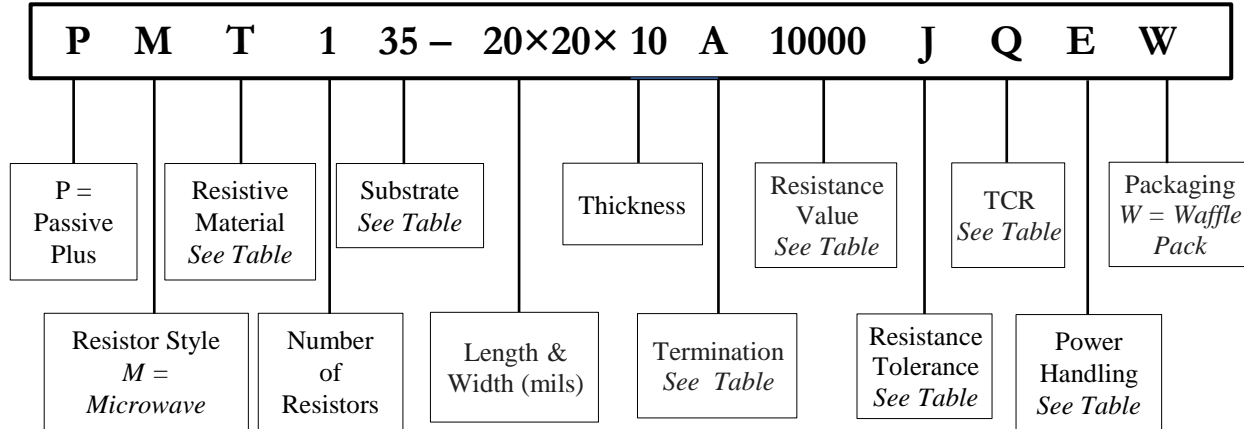 P M T 1 35 – 20×20× 10 A 10000 J Q E W
P =
Passive
Plus
Resistive
Material
See Table
Substrate
See Table
Thickness
Resistance
Value
See Table
TCR
See Table
Packaging
W = Waffle
Pack
Resistor Style
M =
Microwave
Number
of
Resistors
Length &
Width (mils)
Termination
See Table
Resistance
Tolerance
See Table
Power
Handling
See Table